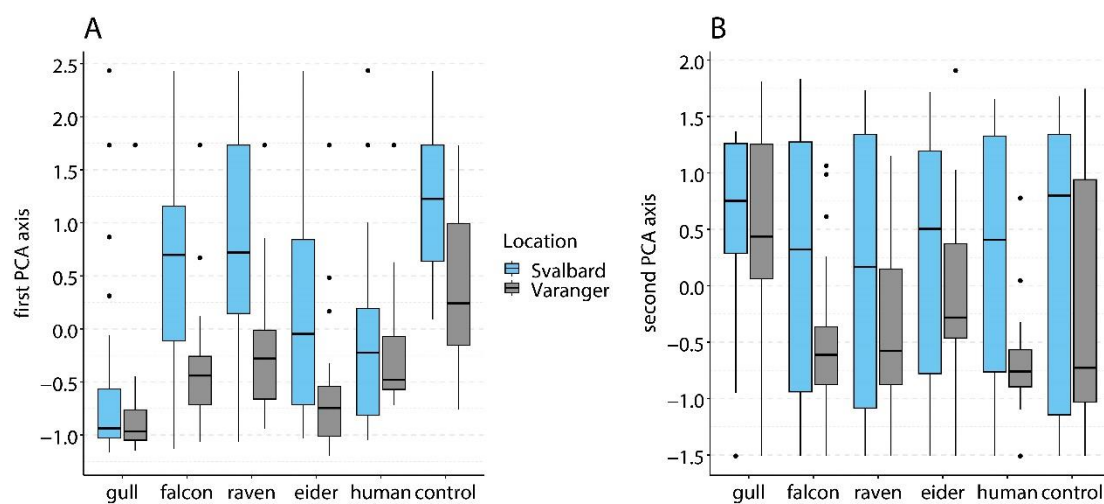 A
first PCA axis
2.5
2.0
1.5
1.0
0.5
0.0
−0.5
−1.0
gull falcon raven eider human control
Location
Svalbard
Varanger
B
second PCA axis
2.0
1.5
1.0
0.5
0.0
−0.5
−1.0
−1.5
gull falcon raven eider human control